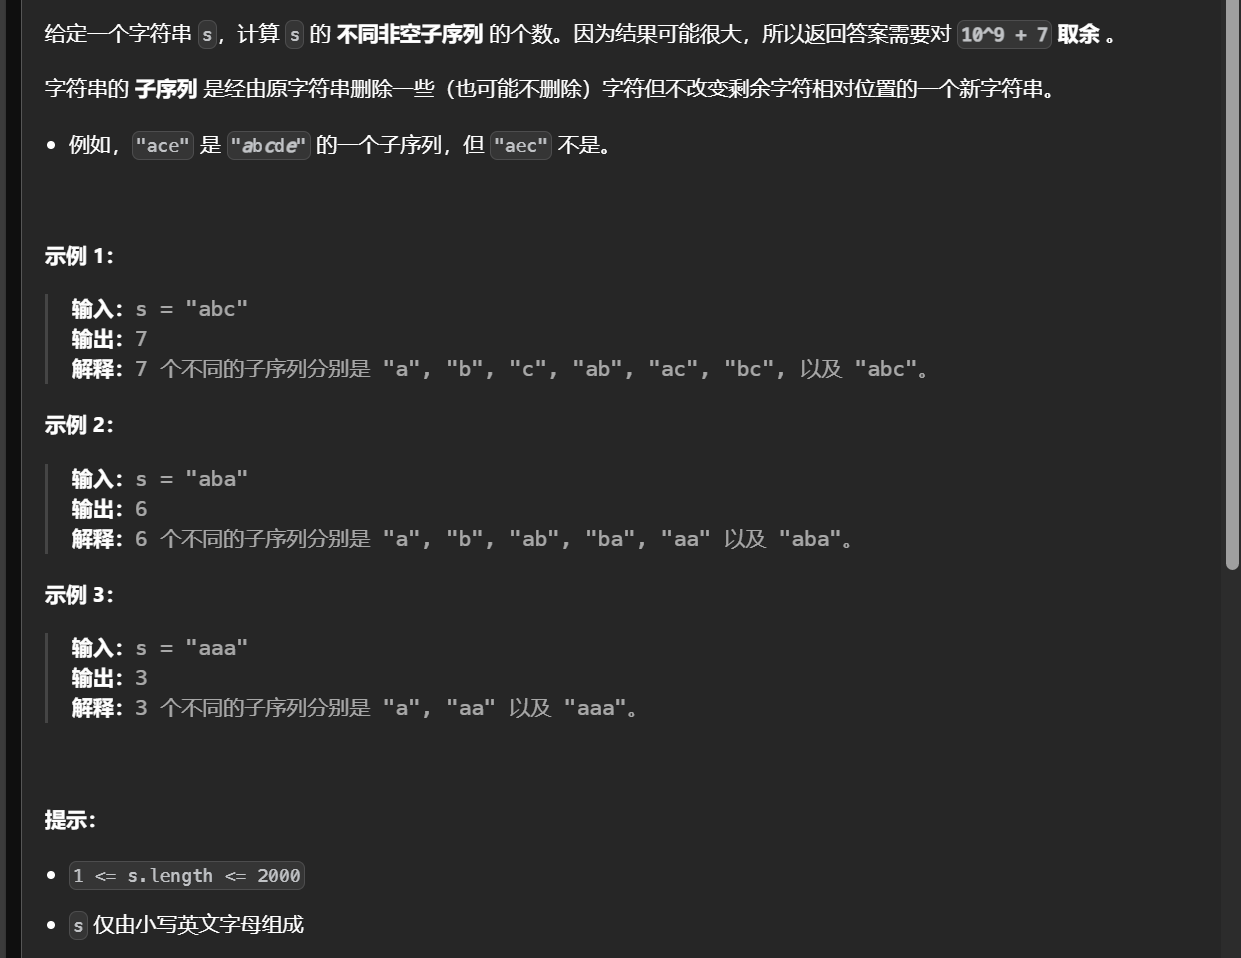 给定一个字符串 s，计算 s 的 不同非空子序列 的个数。因为结果可能很大，所以返回答案需要对 10^9 + 7 取余 。
字符串的 子序列 是经由原字符串删除一些（也可能不删除）字符但不改变剩余字符相对位置的一个新字符串。
• 例如，"ace" 是 "abcde" 的一个子序列，但 "aec" 不是。
示例 1：
输入：s = "abc"
输出：7
解释：7 个不同的子序列分别是 "a", "b", "c", "ab", "ac", "bc", 以及 "abc"。
示例 2：
输入：s = "aba"
输出：6
解释：6 个不同的子序列分别是 "a", "b", "ab", "ba", "aa" 以及 "aba"。
示例 3：
输入：s = "aaa"
输出：3
解释：3 个不同的子序列分别是 "a", "aa" 以及 "aaa"。
提示：
• 1 <= s.length <= 2000
• s 仅由小写英文字母组成